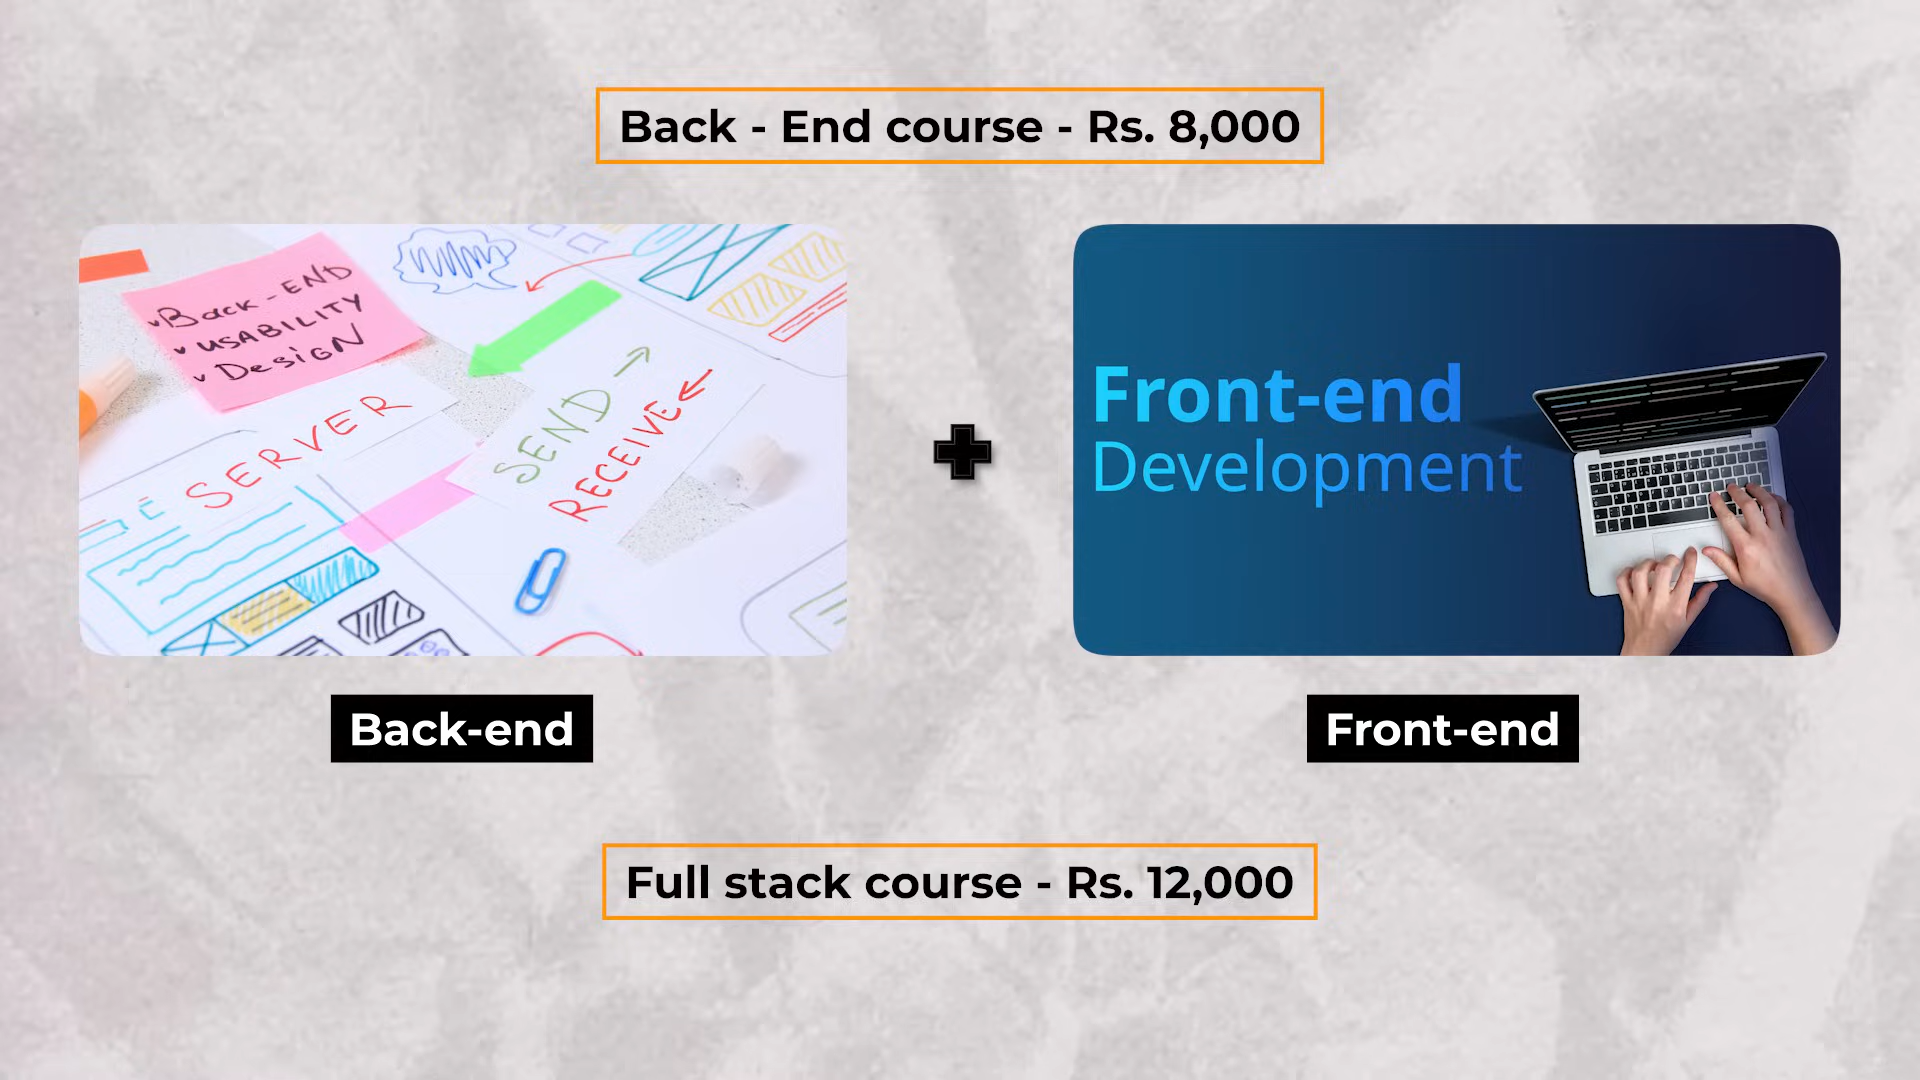 Back - End course - Rs. 8,000
Back - END
USABILITY
DesiGN
SERVER
SEND
RECEIVE
Front-end
Development
Back-end
Front-end
Full stack course - Rs. 12,000